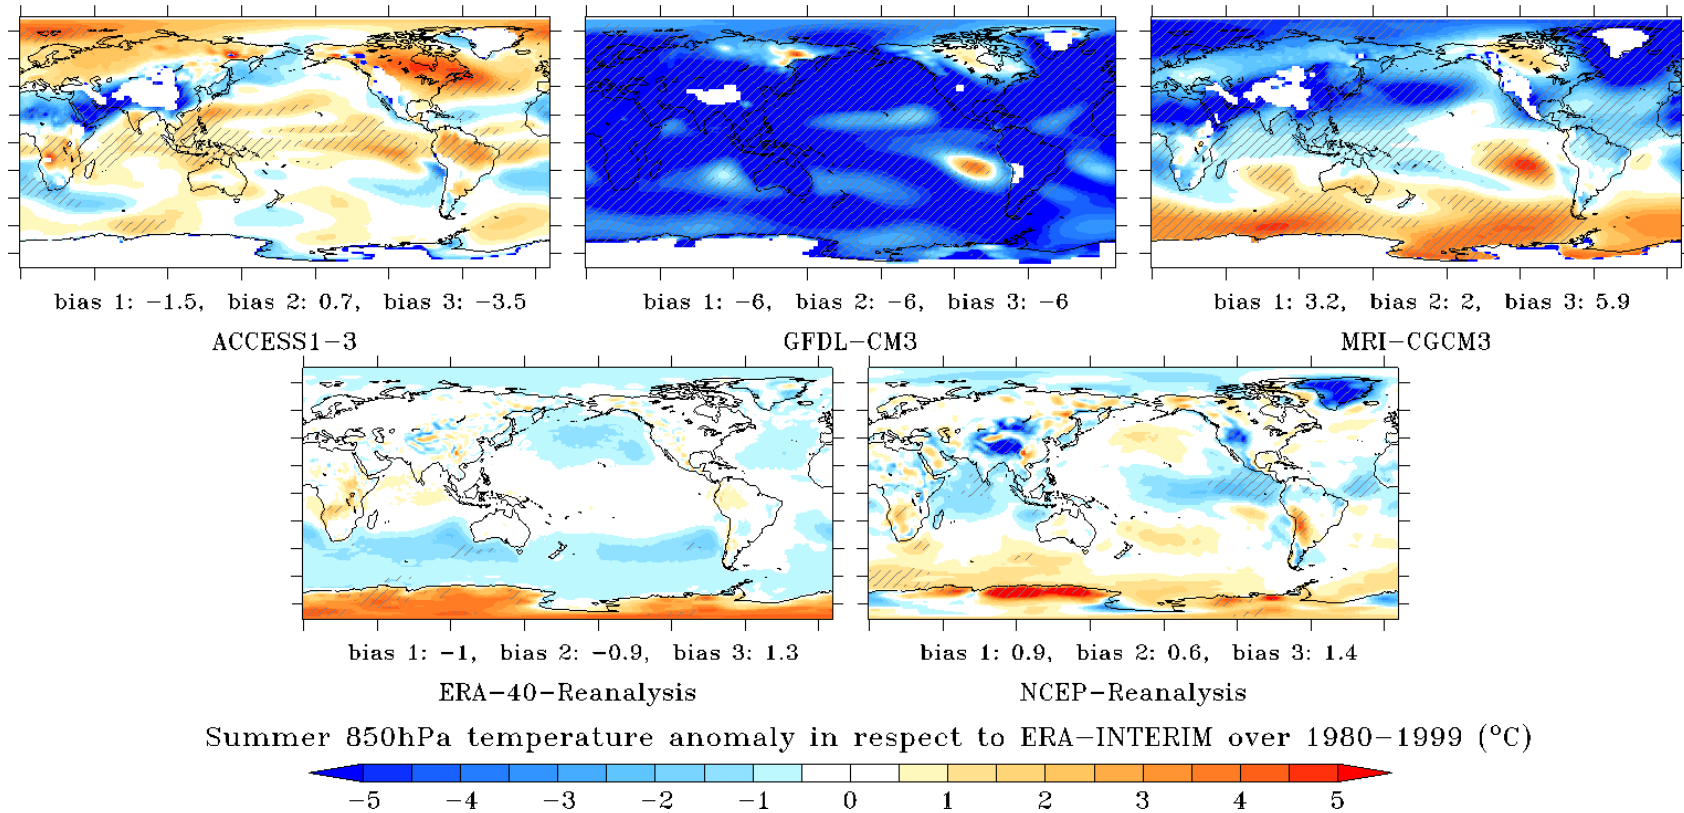 bias 1: −1.5, bias 2: 0.7, bias 3: −3.5
bias 1: −6, bias 2: −6, bias 3: −6
bias 1: 3.2, bias 2: 2, bias 3: 5.9
ACCESS1−3
GFDL−CM3
MRI−CGCM3
bias 1: −1, bias 2: −0.9, bias 3: 1.3
bias 1: 0.9, bias 2: 0.6, bias 3: 1.4
ERA−40−Reanalysis
NCEP−Reanalysis
Summer 850hPa temperature anomaly in respect to ERA−INTERIM over 1980−1999 (°C)
−5 −4 −3 −2 −1 0 1 2 3 4 5